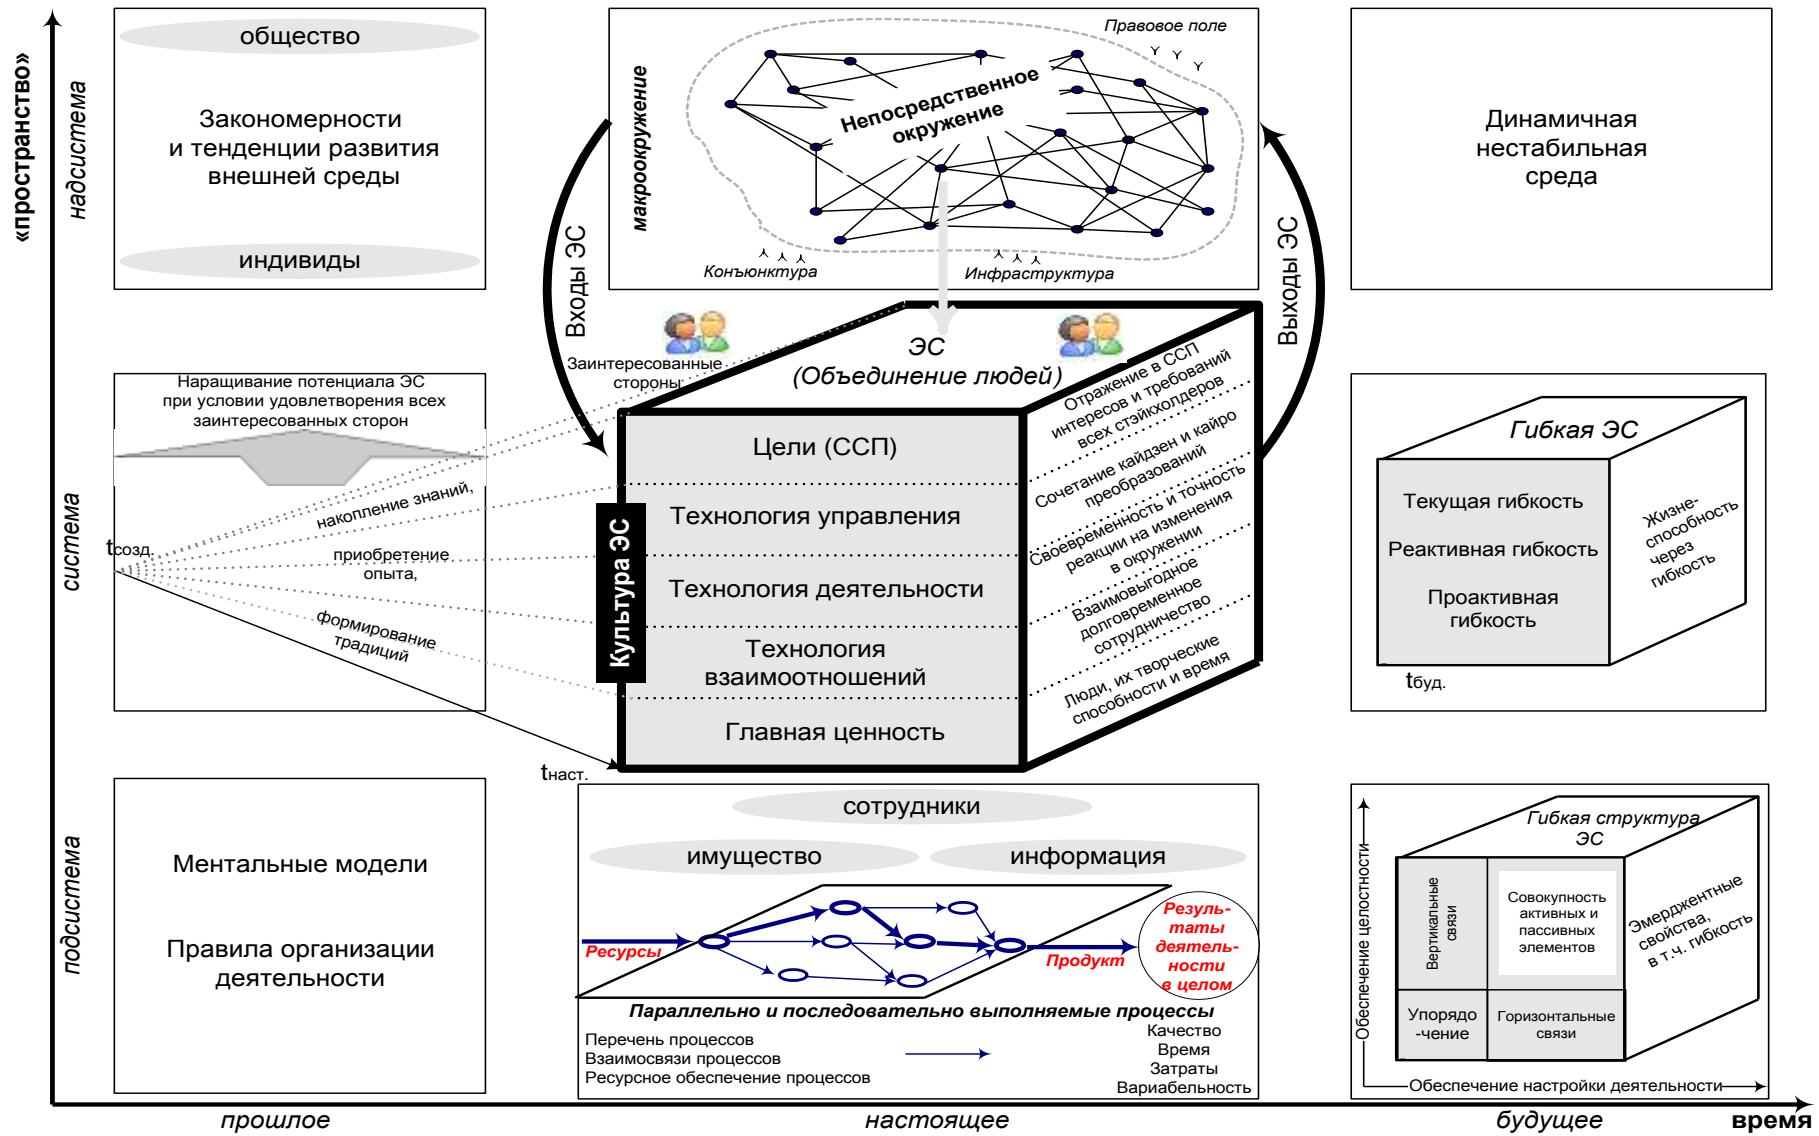 «пространство»
надсистема
система
подсистема
общество
Закономерности
и тенденции развития
внешней среды
индивиды
макроокружение
Правовое поле
Непосредственное
окружение
Конъюнктура
Инфраструктура
Входы ЭС
Выходы ЭС
Динамичная
нестабильная
среда
Наращивание потенциала ЭС
при условии удовлетворения всех
заинтересованных сторон
накопление знаний,
tсозд.
приобретение
опыта,
формирование
традиций
tнаст.
Заинтересованные
стороны
ЭС
(Объединение людей)
Культура ЭС
Цели (ССП)
Технология управления
Технология деятельности
Технология
взаимоотношений
Главная ценность
Отражение в ССП
интересов и требований
всех стэйкхолдеров
Сочетание кайдзен и кайро
преобразований
Своевременность и точность
реакции на изменения
в окружении
Взаимовыгодное
долговременное
сотрудничество
Люди, их творческие
способности и время
Гибкая ЭС
Текущая гибкость
Реактивная гибкость
Проактивная
гибкость
Жизне-
способность
через
гибкость
tбуд.
Ментальные модели
Правила организации
деятельности
сотрудники
имущество
информация
Ресурсы
Продукт
Резуль-
таты
деятель-
ности
в целом
Параллельно и последовательно выполняемые процессы
Перечень процессов
Взаимосвязи процессов
Ресурсное обеспечение процессов
Качество
Время
Затраты
Вариабельность
Обеспечение целостности
Гибкая структура
ЭС
Вертикальные
связи
Совокупность
активных и
пассивных
элементов
Упорядо
-чение
Горизонтальные
связи
Эмерджентные
свойства,
в т.ч. гибкость
Обеспечение настройки деятельности
прошлое
настоящее
будущее
время